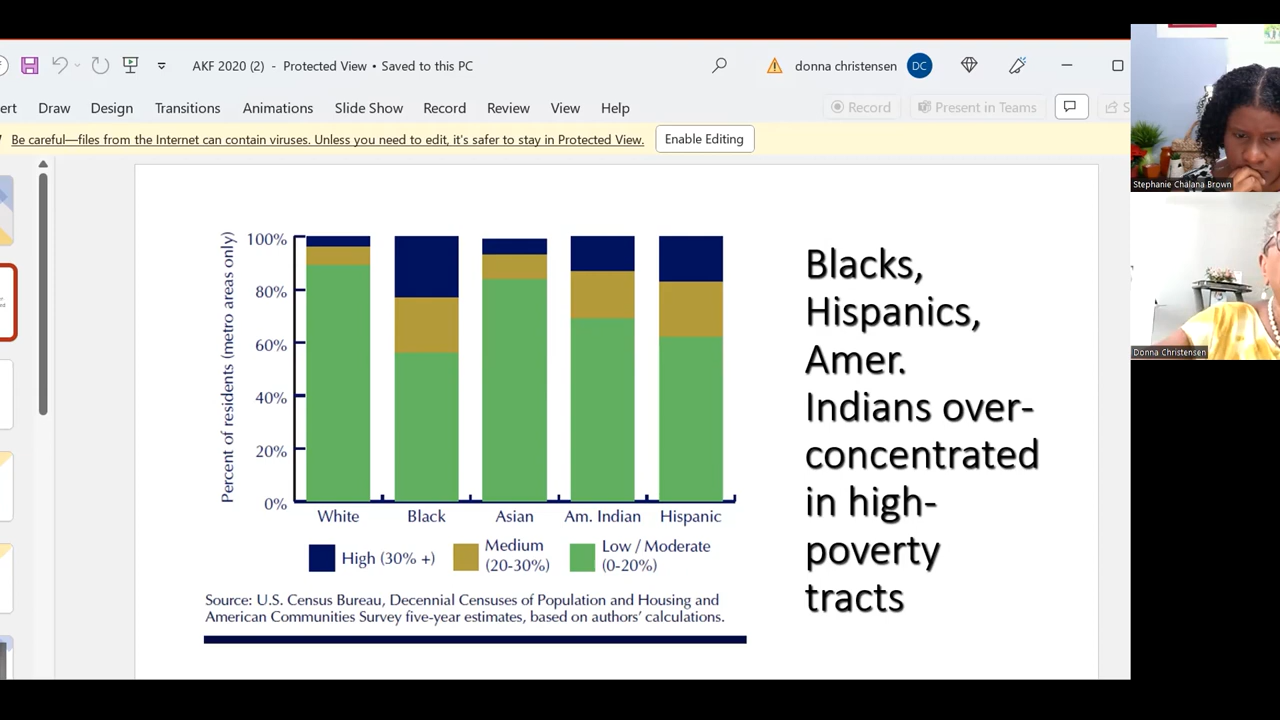 AKF 2020 (2) - Protected View • Saved to this PC
donna christensen DC
Draw Design Transitions Animations Slide Show Record Review View Help
Record Present in Teams
Be careful—files from the Internet can contain viruses. Unless you need to edit, it's safer to stay in Protected View. Enable Editing
Stephanie Chalana Brown
Donna Christensen
Percent of residents (metro areas only)
100%
80%
60%
40%
20%
0%
White Black Asian Am. Indian Hispanic
High (30% +)
Medium
(20-30%)
Low / Moderate
(0-20%)
Source: U.S. Census Bureau, Decennial Censuses of Population and Housing and
American Communities Survey five-year estimates, based on authors' calculations.
Blacks,
Hispanics,
Amer.
Indians over-
concentrated
in high-
poverty
tracts